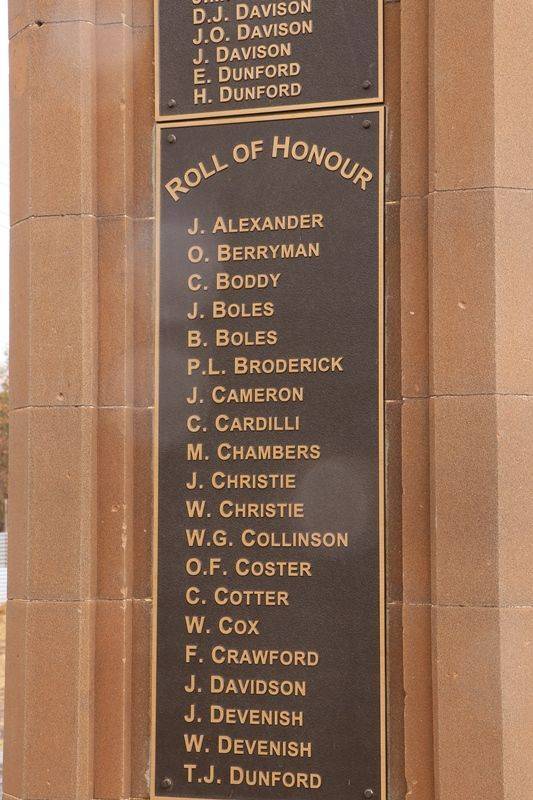 D.J. DAVISON
J.O. DAVISON
J. DAVISON
E. DUNFORD
H. DUNFORD
ROLL OF HONOUR
J. ALEXANDER
O. BERRYMAN
C. BODDY
J. BOLES
B. BOLES
P.L. BRODERICK
J. CAMERON
C. CARDILLI
M. CHAMBERS
J. CHRISTIE
W. CHRISTIE
W.G. COLLINSON
O.F. COSTER
C. COTTER
W. COX
F. CRAWFORD
J. DAVIDSON
J. DEVENISH
W. DEVENISH
T.J. DUNFORD